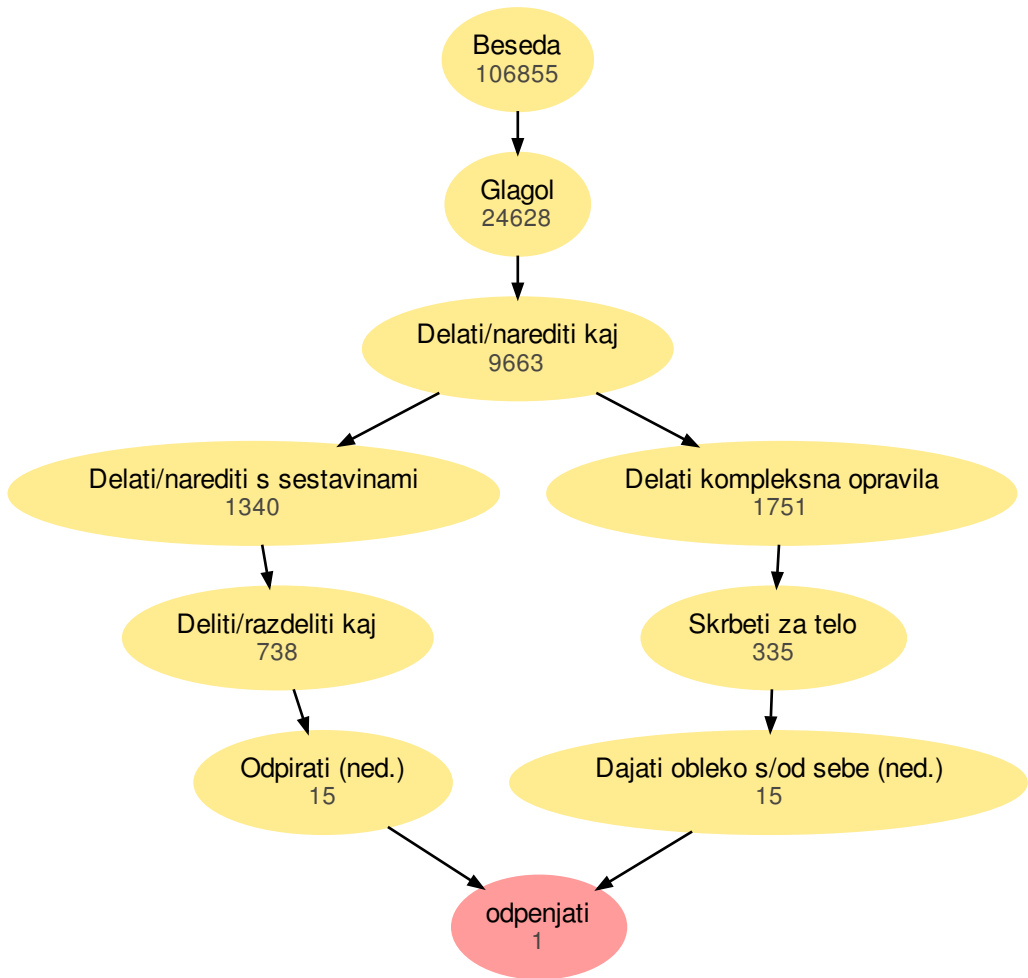 Beseda
106855
Glagol
24628
Delati/narediti kaj
9663
Delati/narediti s sestavinami
1340
Delati kompleksna opravila
1751
Deliti/razdeliti kaj
738
Skrbeti za telo
335
Odpirati (ned.)
15
Dajati obleko s/od sebe (ned.)
15
odpenjati
1